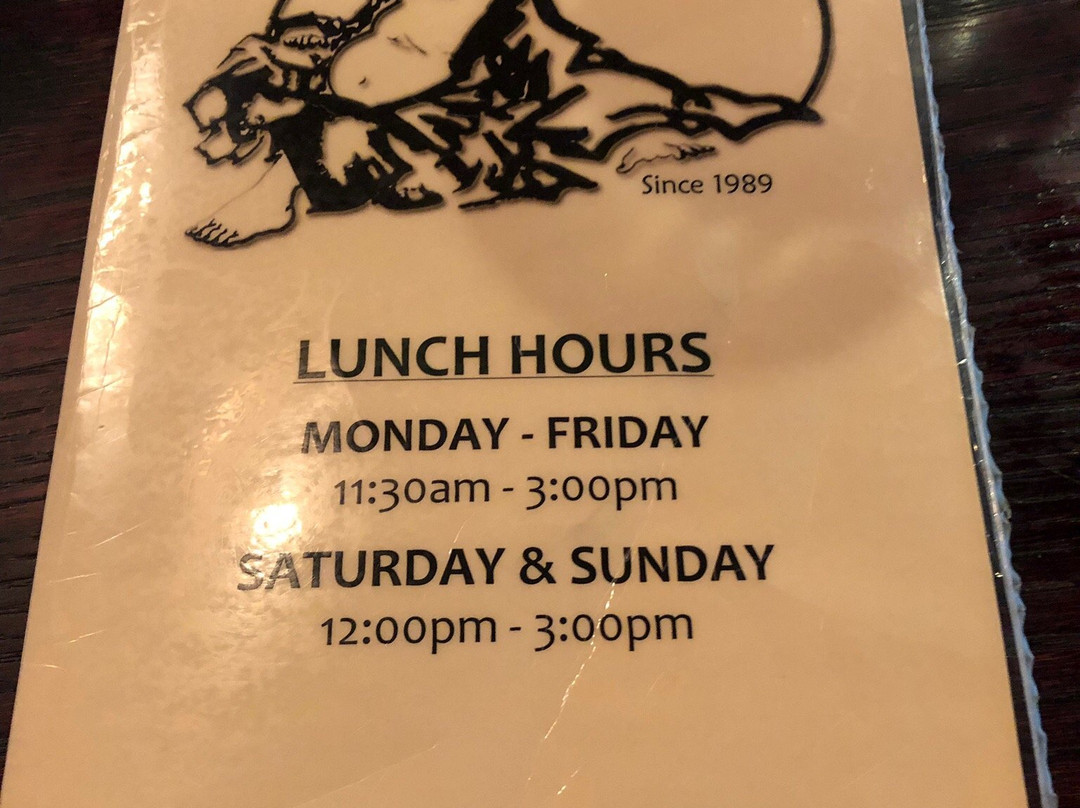 Since 1989
LUNCH HOURS
MONDAY - FRIDAY
11:30am - 3:00pm
SATURDAY & SUNDAY
12:00pm - 3:00pm